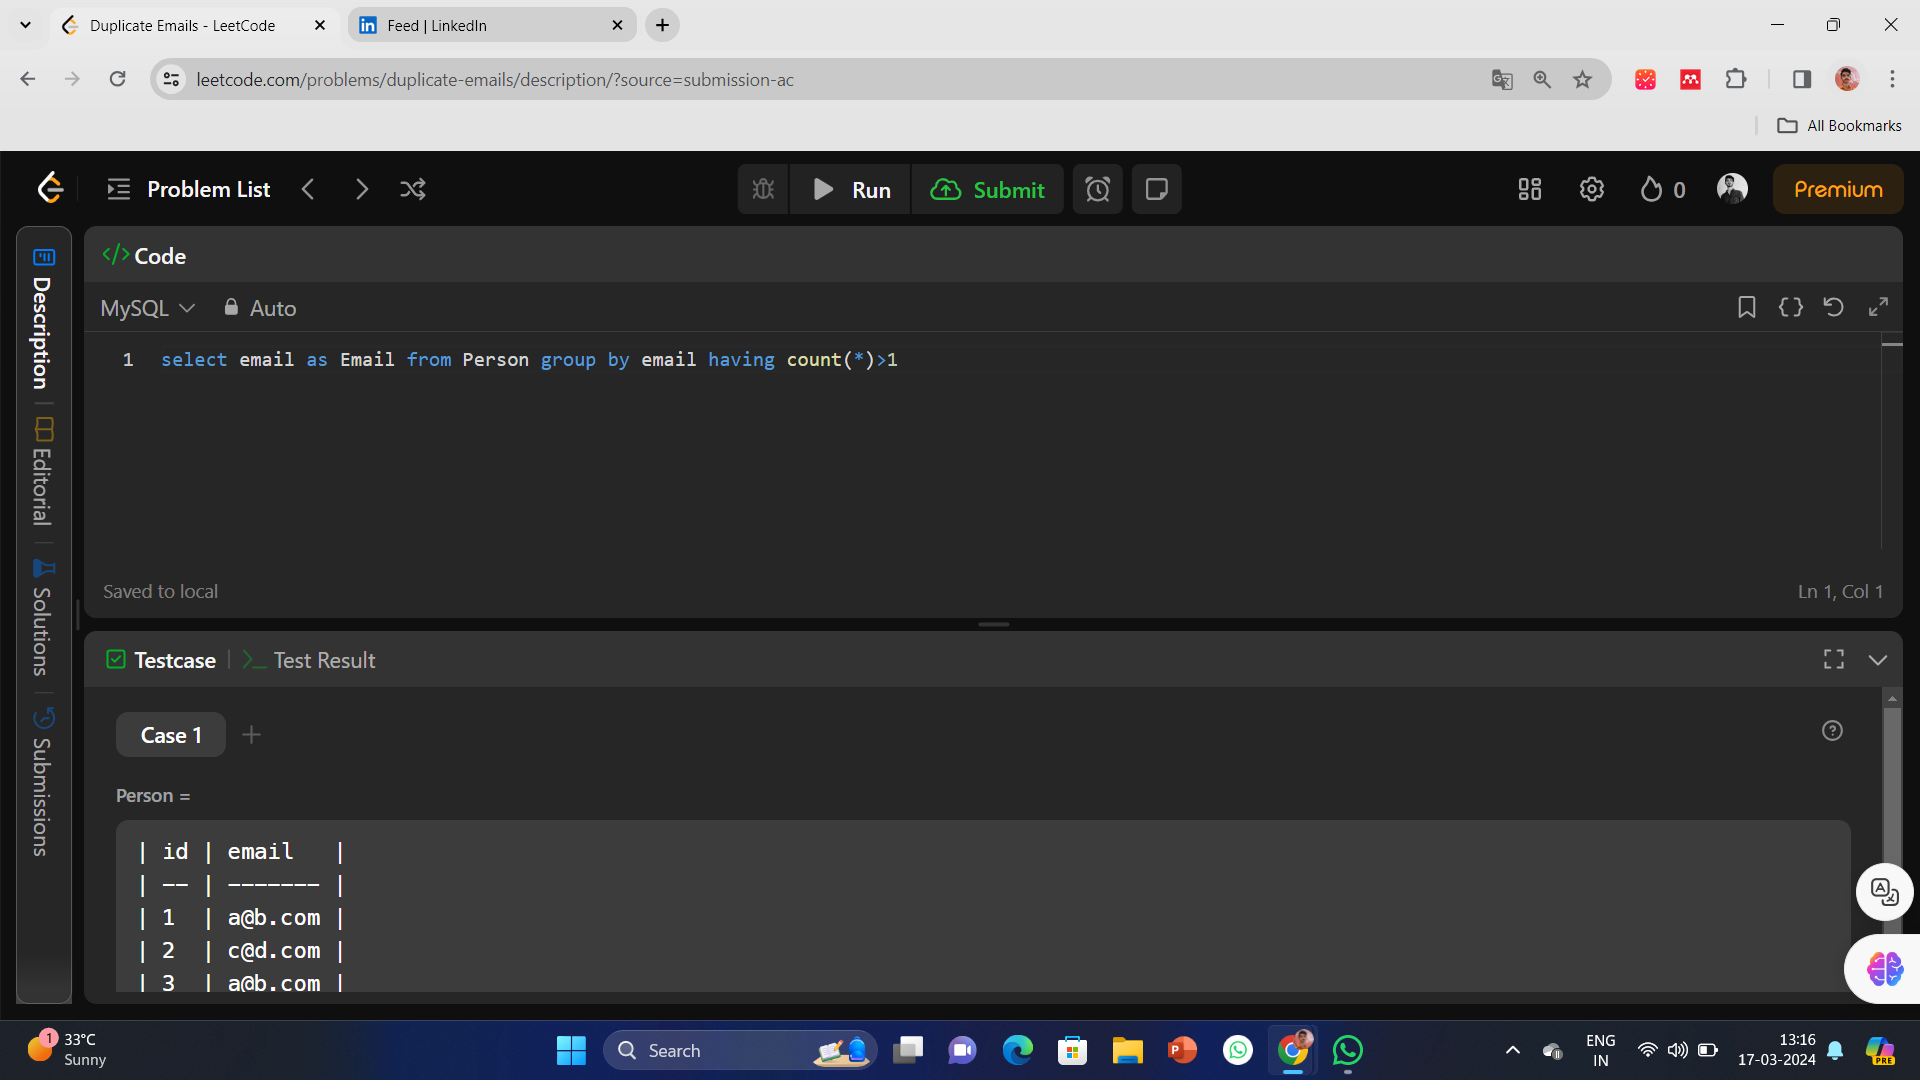 Duplicate Emails - LeetCode
Feed | LinkedIn
leetcode.com/problems/duplicate-emails/description/?source=submission-ac
All Bookmarks
Problem List
Run
Submit
0
Premium
Description
Editorial
Solutions
Submissions
</> Code
MySQL
Auto
1 select email as Email from Person group by email having count(*)>1
Saved to local
Ln 1, Col 1
Testcase
Test Result
Case 1
Person =
| id | email   |
| -- | ------- |
| 1  | a@b.com |
| 2  | c@d.com |
| 3  | a@b.com |
1
33°C
Sunny
Search
ENG
IN
13:16
17-03-2024
PRE